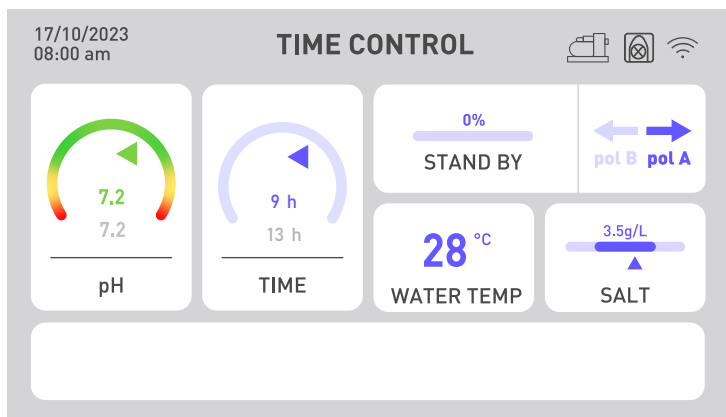 17/10/2023
08:00 am
TIME CONTROL
7.2
7.2
pH
9 h
13 h
TIME
0%
STAND BY
pol B pol A
28 °C
WATER TEMP
3.5g/L
SALT